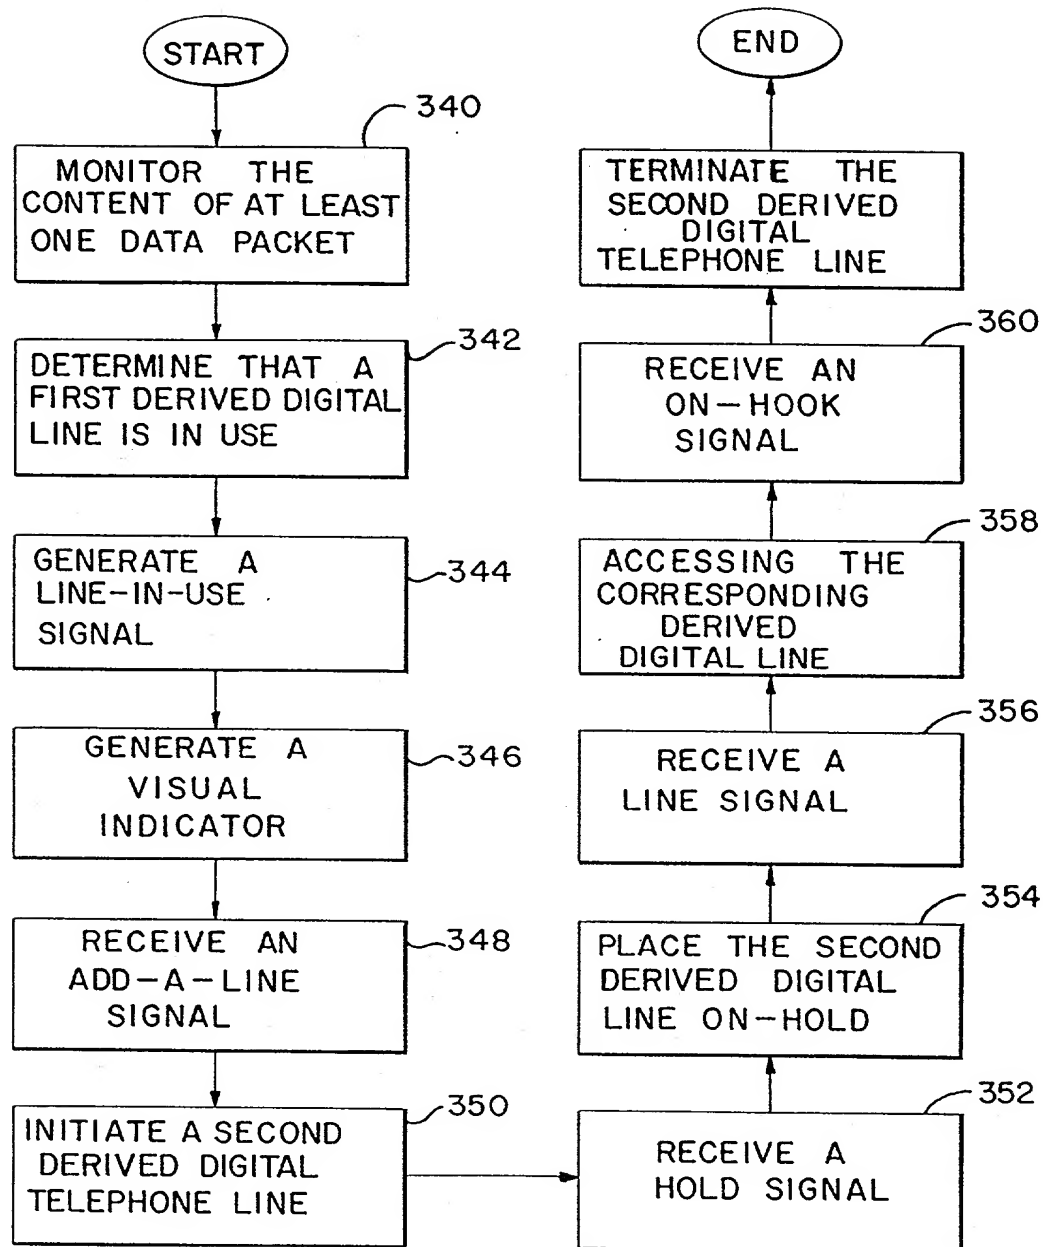 START
340
MONITOR THE
CONTENT OF AT LEAST
ONE DATA PACKET
342
DETERMINE THAT A
FIRST DERIVED DIGITAL
LINE IS IN USE
344
GENERATE A
LINE-IN-USE
SIGNAL
346
GENERATE A
VISUAL
INDICATOR
348
RECEIVE AN
ADD-A-LINE
SIGNAL
350
INITIATE A SECOND
DERIVED DIGITAL
TELEPHONE LINE
352
RECEIVE A
HOLD SIGNAL
354
PLACE THE SECOND
DERIVED DIGITAL
LINE ON-HOLD
356
RECEIVE A
LINE SIGNAL
358
ACCESSING THE
CORRESPONDING
DERIVED
DIGITAL LINE
360
RECEIVE AN
ON-HOOK
SIGNAL
TERMINATE THE
SECOND DERIVED
DIGITAL
TELEPHONE LINE
END